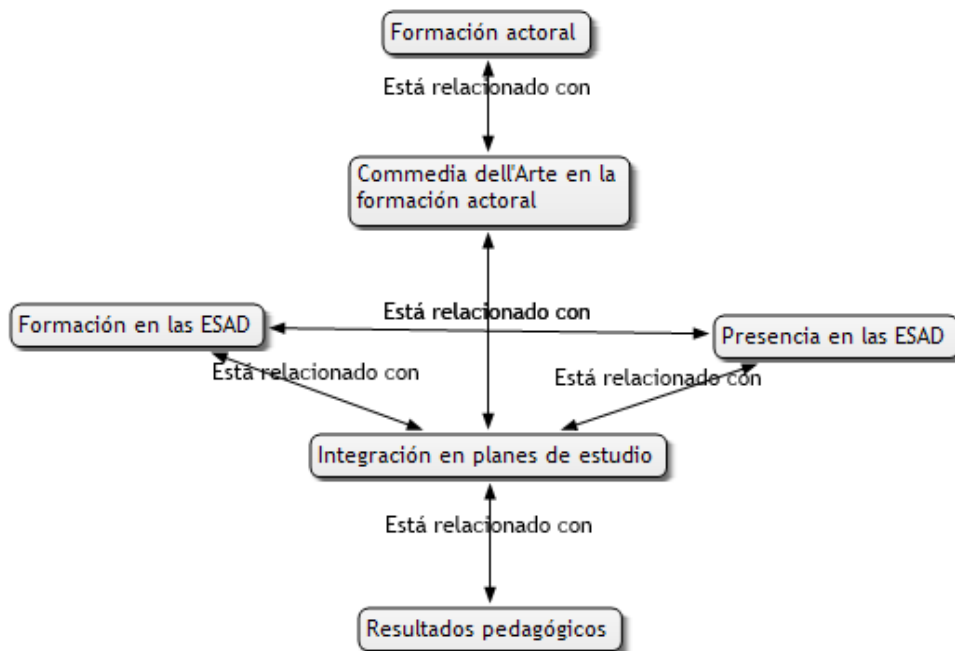 Formación actoral
Está relacionado con
Commedia dell'Arte en la
formación actoral
Está relacionado con
Formación en las ESAD
Presencia en las ESAD
Está relacionado con
Está relacionado con
Integración en planes de estudio
Está relacionado con
Resultados pedagógicos